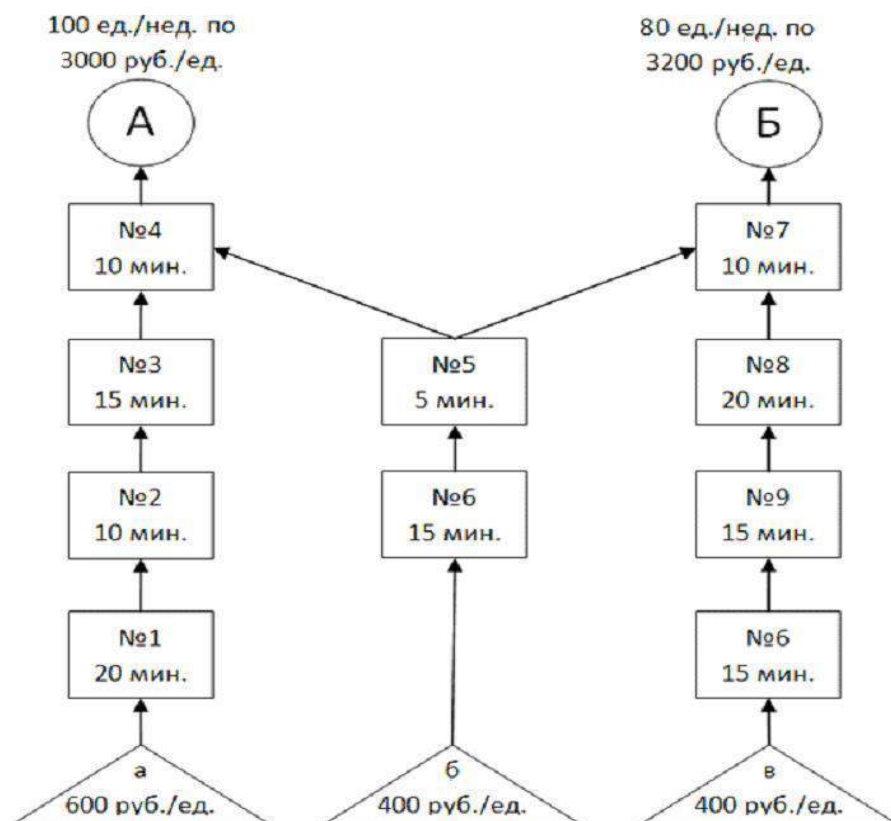 100 ед./нед. по
3000 руб./ед.
80 ед./нед. по
3200 руб./ед.
А
Б
№4
10 мин.
№7
10 мин.
№3
15 мин.
№5
5 мин.
№8
20 мин.
№2
10 мин.
№6
15 мин.
№9
15 мин.
№1
20 мин.
№6
15 мин.
а
600 руб./ед.
б
400 руб./ед.
в
400 руб./ед.